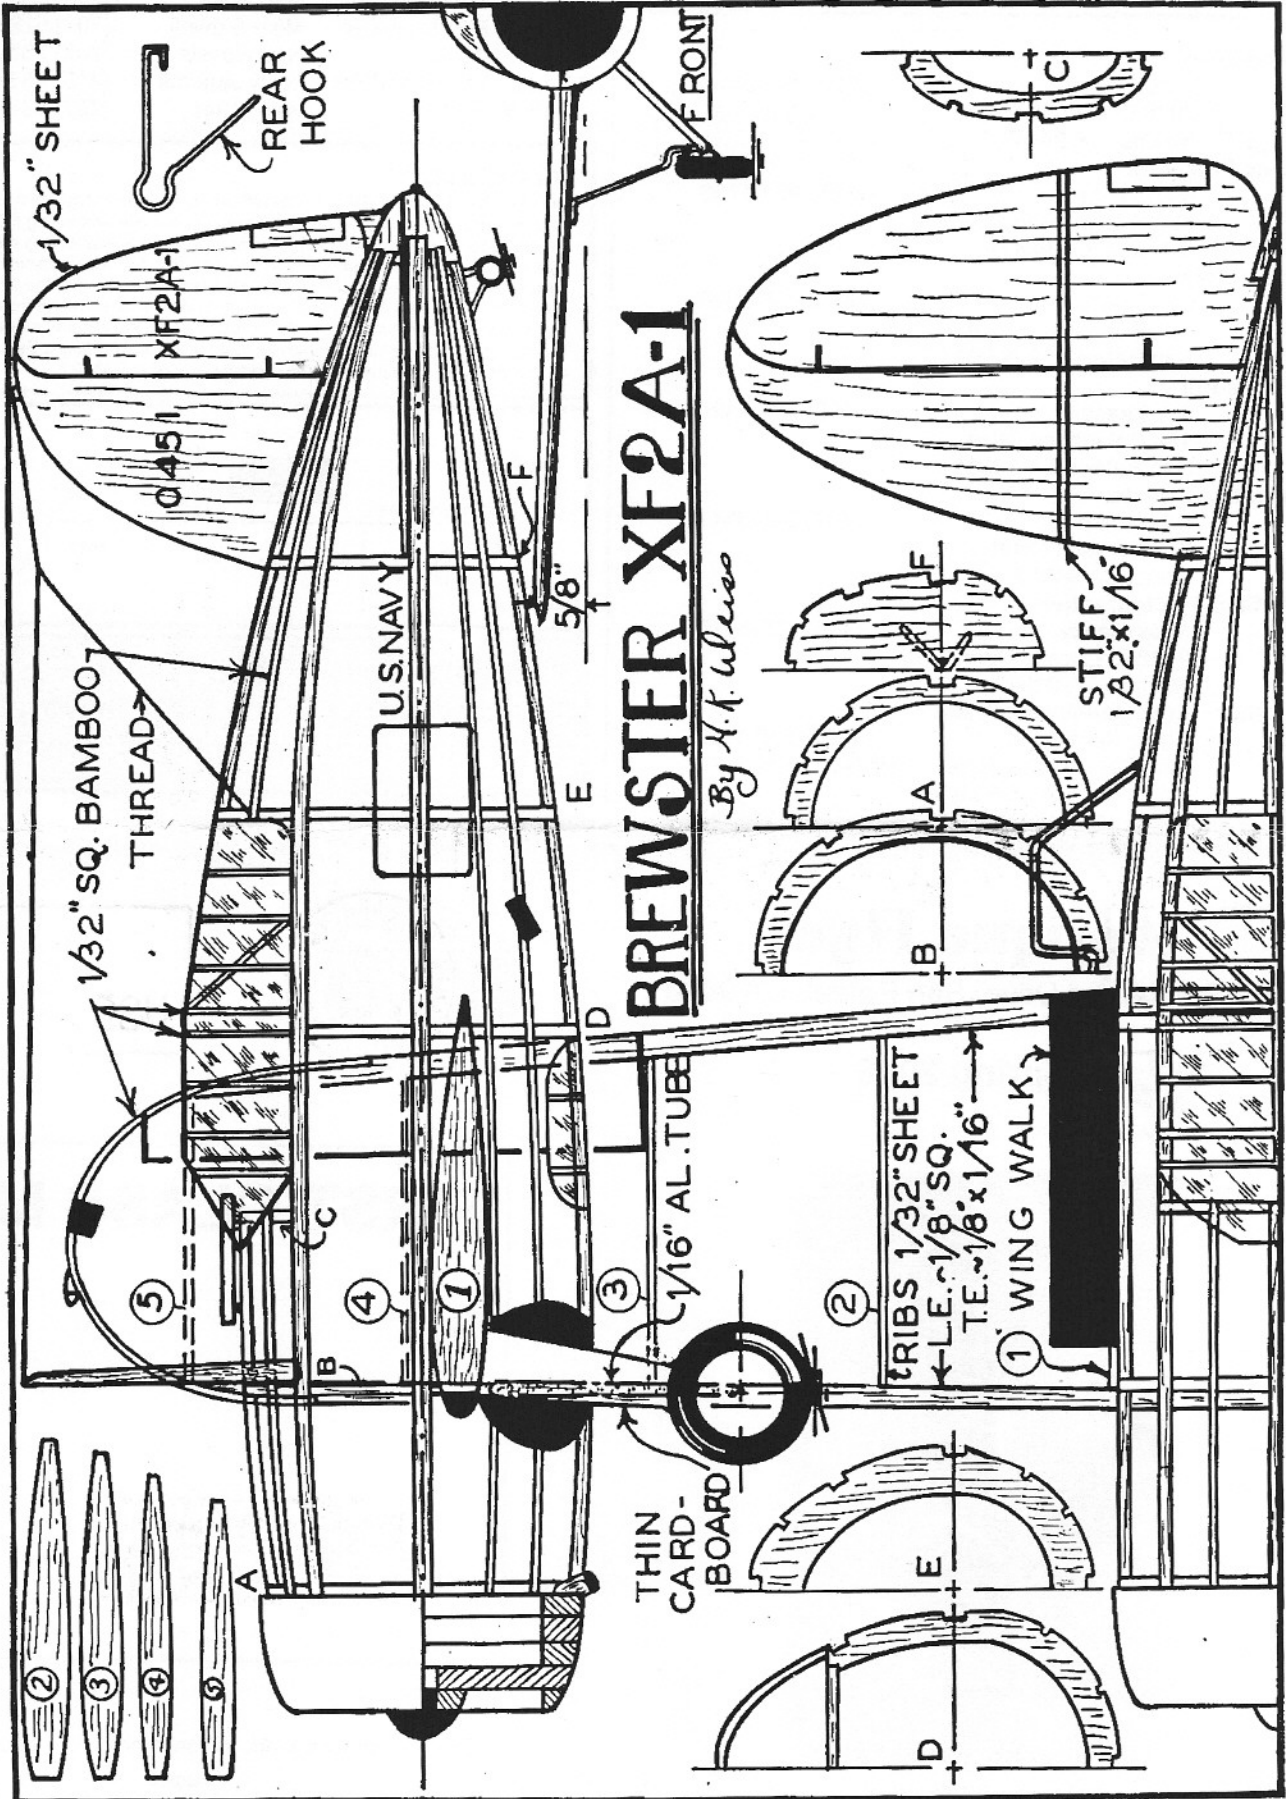 1/32" SHEET
REAR
HOOK
XF2A-1
0451
FRONT
C
1/32" SQ. BAMBOO
THREAD
U.S.NAVY
F
5/8"
E
D
BREWSTER XF2A-1
By H.K. Weiss
F
A
B
STIFF
1/32" x 1/16"
5
C
4
1
B
3
1/16" AL. TUBE
2
RIBS 1/32" SHEET
L.E.~1/8" SQ.
T.E.~1/8" x 1/16"
1
WING WALK
2
3
4
5
A
THIN
CARD-
BOARD
E
D